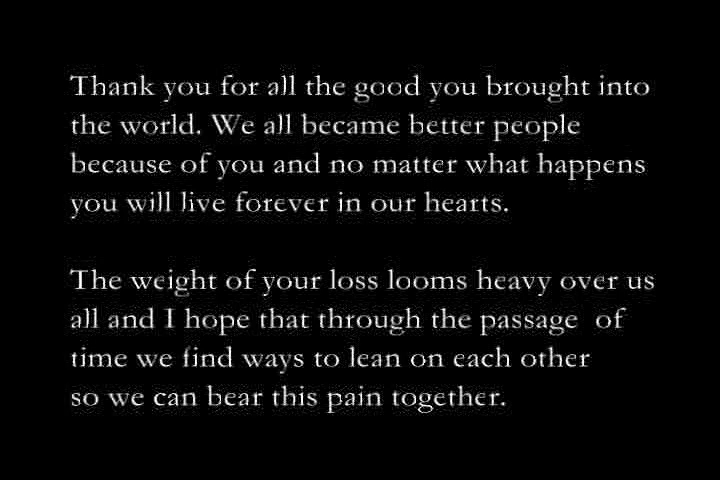 Thank you for all the good you brought into
the world. We all became better people
because of you and no matter what happens
you will live forever in our hearts.
The weight of your loss looms heavy over us
all and I hope that through the passage of
time we find ways to lean on each other
so we can bear this pain together.